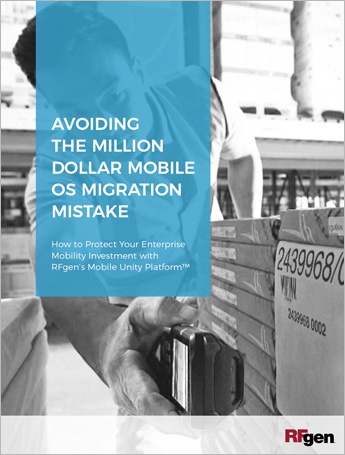 AVOIDING
THE MILLION
DOLLAR MOBILE
OS MIGRATION
MISTAKE
How to Protect Your Enterprise
Mobility Investment with
RFgen's Mobile Unity Platform™
2439968/0
2439968 0002
RFgen